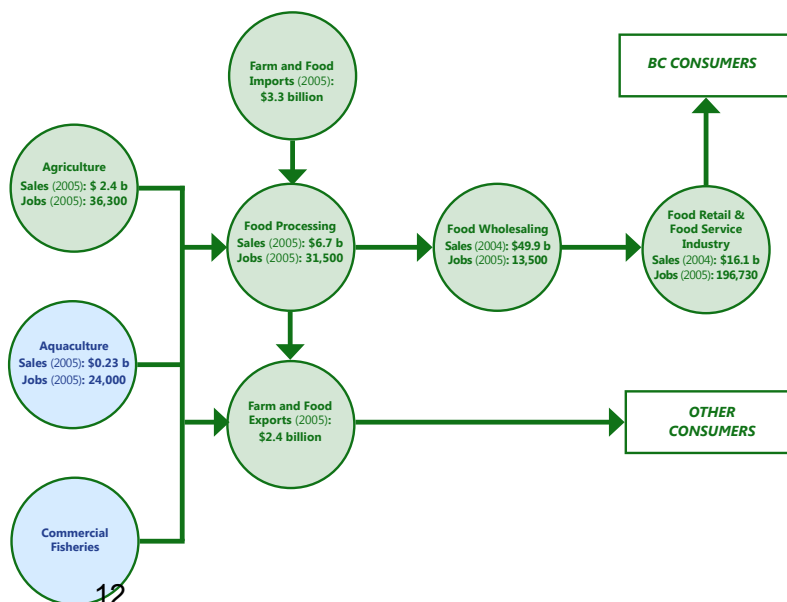 Farm and Food
Imports (2005):
$3.3 billion
BC CONSUMERS
Agriculture
Sales (2005): $ 2.4 b
Jobs (2005): 36,300
Food Processing
Sales (2005): $6.7 b
Jobs (2005): 31,500
Food Wholesaling
Sales (2004): $49.9 b
Jobs (2005): 13,500
Food Retail &
Food Service
Industry
Sales (2004): $16.1 b
Jobs (2005): 196,730
Aquaculture
Sales (2005): $0.23 b
Jobs (2005): 24,000
Farm and Food
Exports (2005):
$2.4 billion
OTHER
CONSUMERS
Commercial
Fisheries
12